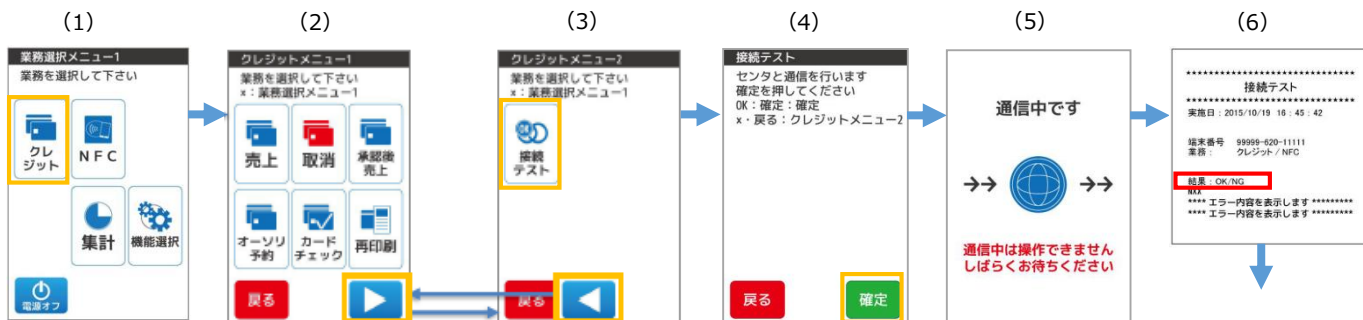 (1)
(2)
(3)
(4)
(5)
(6)
業務選択メニュー1
業務を選択して下さい
クレ
ジット
NFC
集計
機能選択
電源オフ
クレジットメニュー1
業務を選択して下さい
x：業務選択メニュー1
売上
取消
承認後
売上
オーソリ
予約
カード
チェック
再印刷
戻る
クレジットメニュー2
業務を選択して下さい
x：業務選択メニュー1
OK
接続
テスト
戻る
接続テスト
センタと通信を行います
確定を押してください
OK：確定：確定
x・戻る：クレジットメニュー2
戻る
確定
通信中です
→→ →→
通信中は操作できません
しばらくお待ちください
********************************
接続テスト
********************************
実施日：2015/10/19 16：45：42
端末番号 99999-620-11111
業務： クレジット / NFC
結果：OK/NG
NXX
**** エラー内容を表示します *********
**** エラー内容を表示します *********